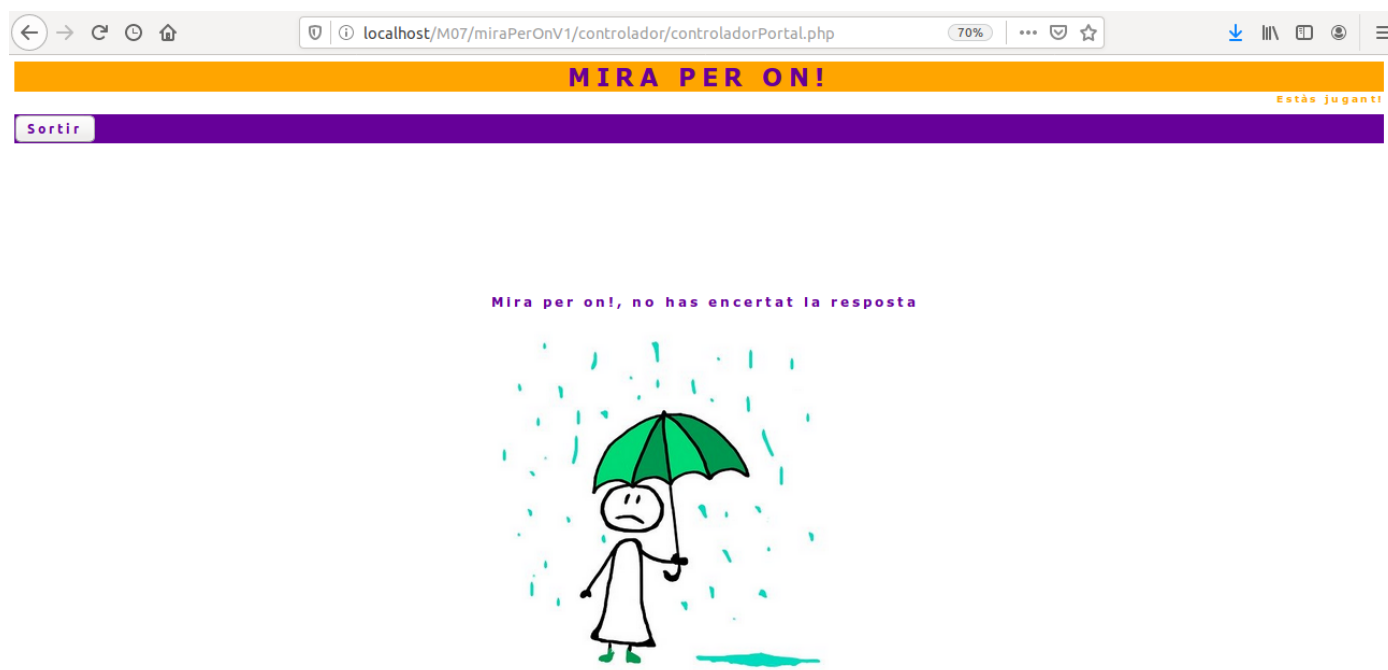 localhost/M07/miraPerOnV1/controlador/controladorPortal.php 70%
MIRA PER ON!
Estàs jugant!
Sortir
Mira per on!, no has encertat la resposta